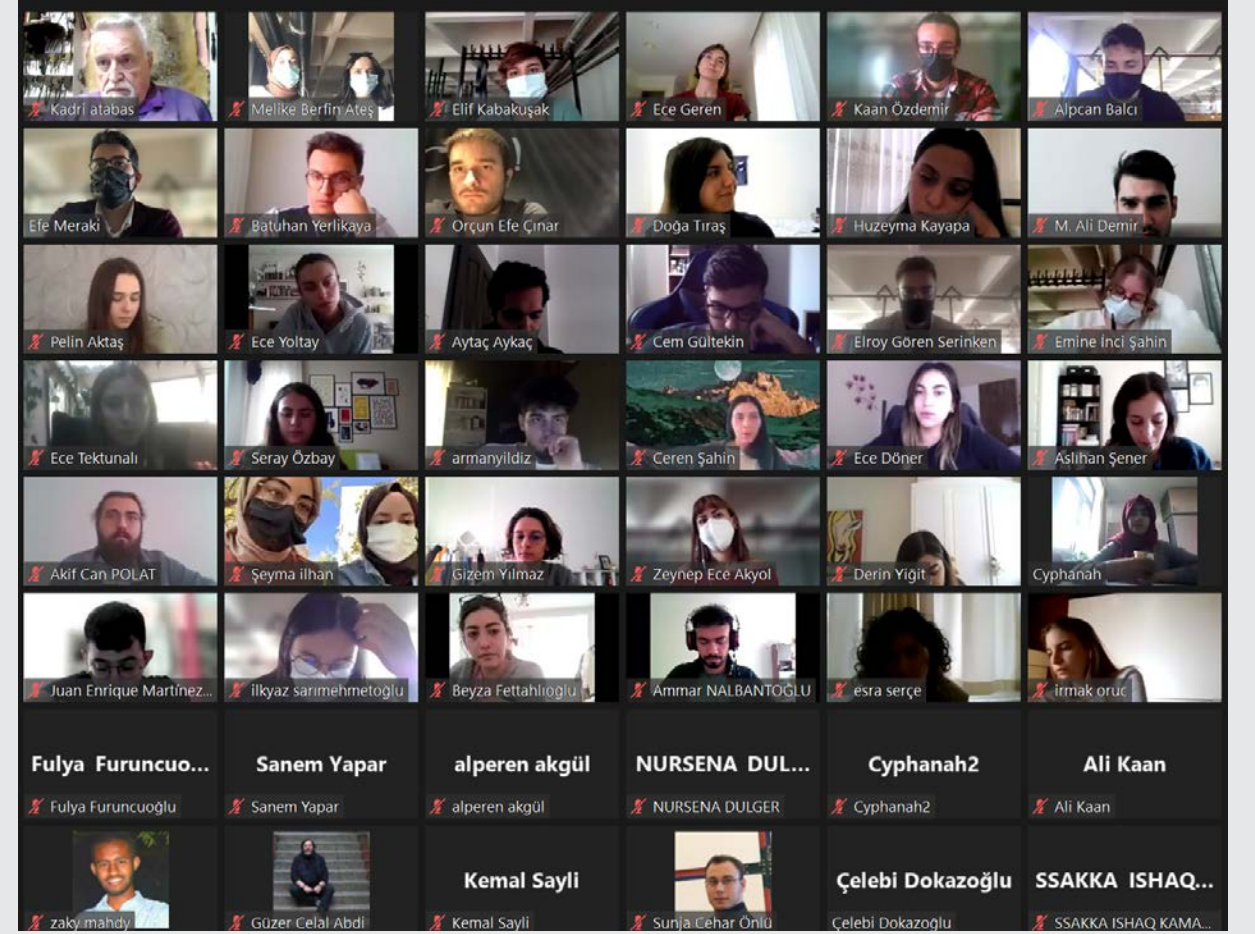 Kadri atabas
Melike Berfin Ateş
Elif Kabakuşak
Ece Geren
Kaan Özdemir
Alpcan Balcı
Efe Meraki
Batuhan Yerlikaya
Orçun Efe Çınar
Doğa Tıraş
Huzeyma Kayapa
M. Ali Demir
Pelin Aktaş
Ece Yoltay
Aytaç Aykaç
Cem Gültekin
Elroy Gören Serinken
Emine İnci Şahin
Ece Tektunalı
Seray Özbay
armanyildiz
Ceren Şahin
Ece Döner
Aslıhan Şener
Akif Can POLAT
Şeyma ilhan
Gizem Yılmaz
Zeynep Ece Akyol
Derin Yiğit
Cyphanah
Juan Enrique Martínez...
ilkyaz sarımehmetoğlu
Beyza Fettahlıoğlu
Ammar NALBANTOĞLU
esra serçe
irmak oruc
Fulya Furuncuo...
Sanem Yapar
alperen akgül
NURSENA DUL...
Cyphanah2
Ali Kaan
Fulya Furuncuoğlu
Sanem Yapar
alperen akgül
NURSENA DULGER
Cyphanah2
Ali Kaan
Kemal Sayli
Çelebi Dokazoğlu
SSAKKA ISHAQ...
zaky mahdy
Güzer Celal Abdi
Kemal Sayli
Sunja Cehar Önlü
Çelebi Dokazoğlu
SSAKKA ISHAQ KAMA...